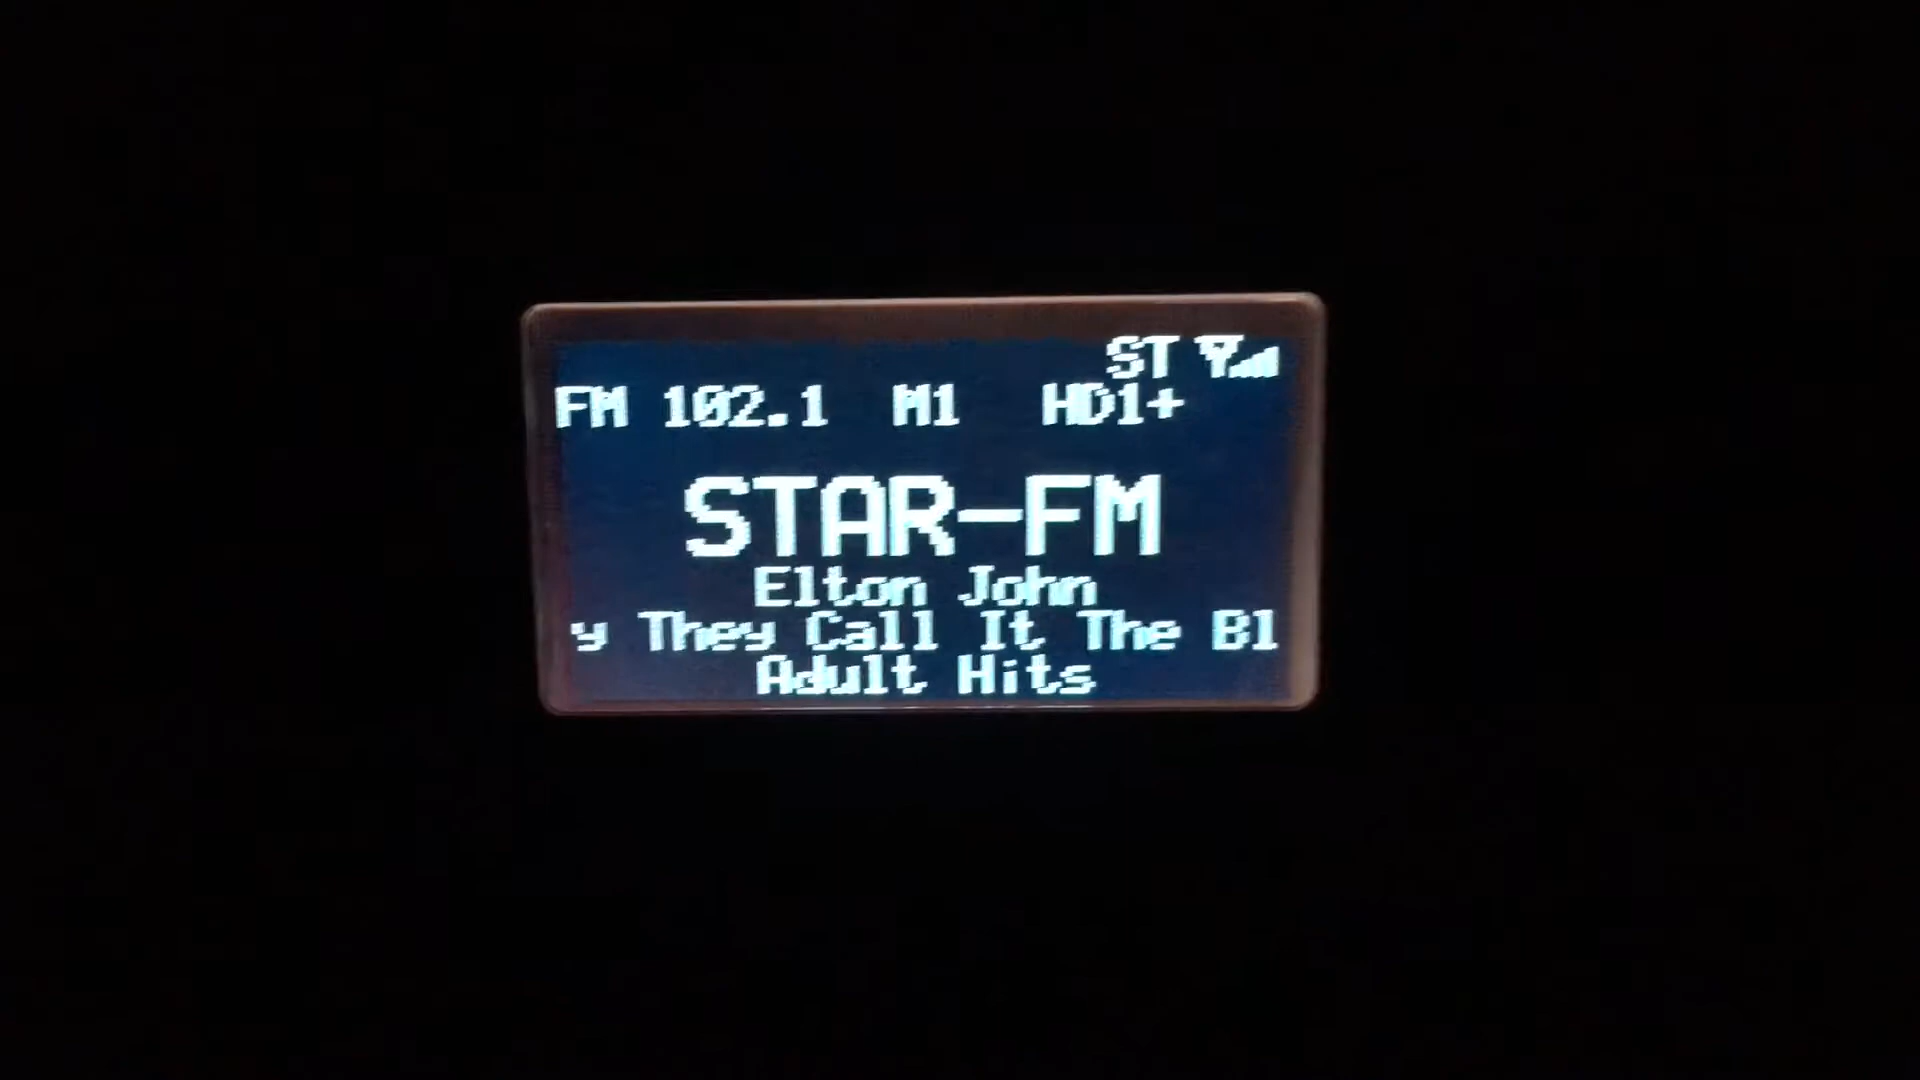 ST
FM 102.1 M1 HD1+
STAR-FM
Elton John
y They Call It The Bl
Adult Hits